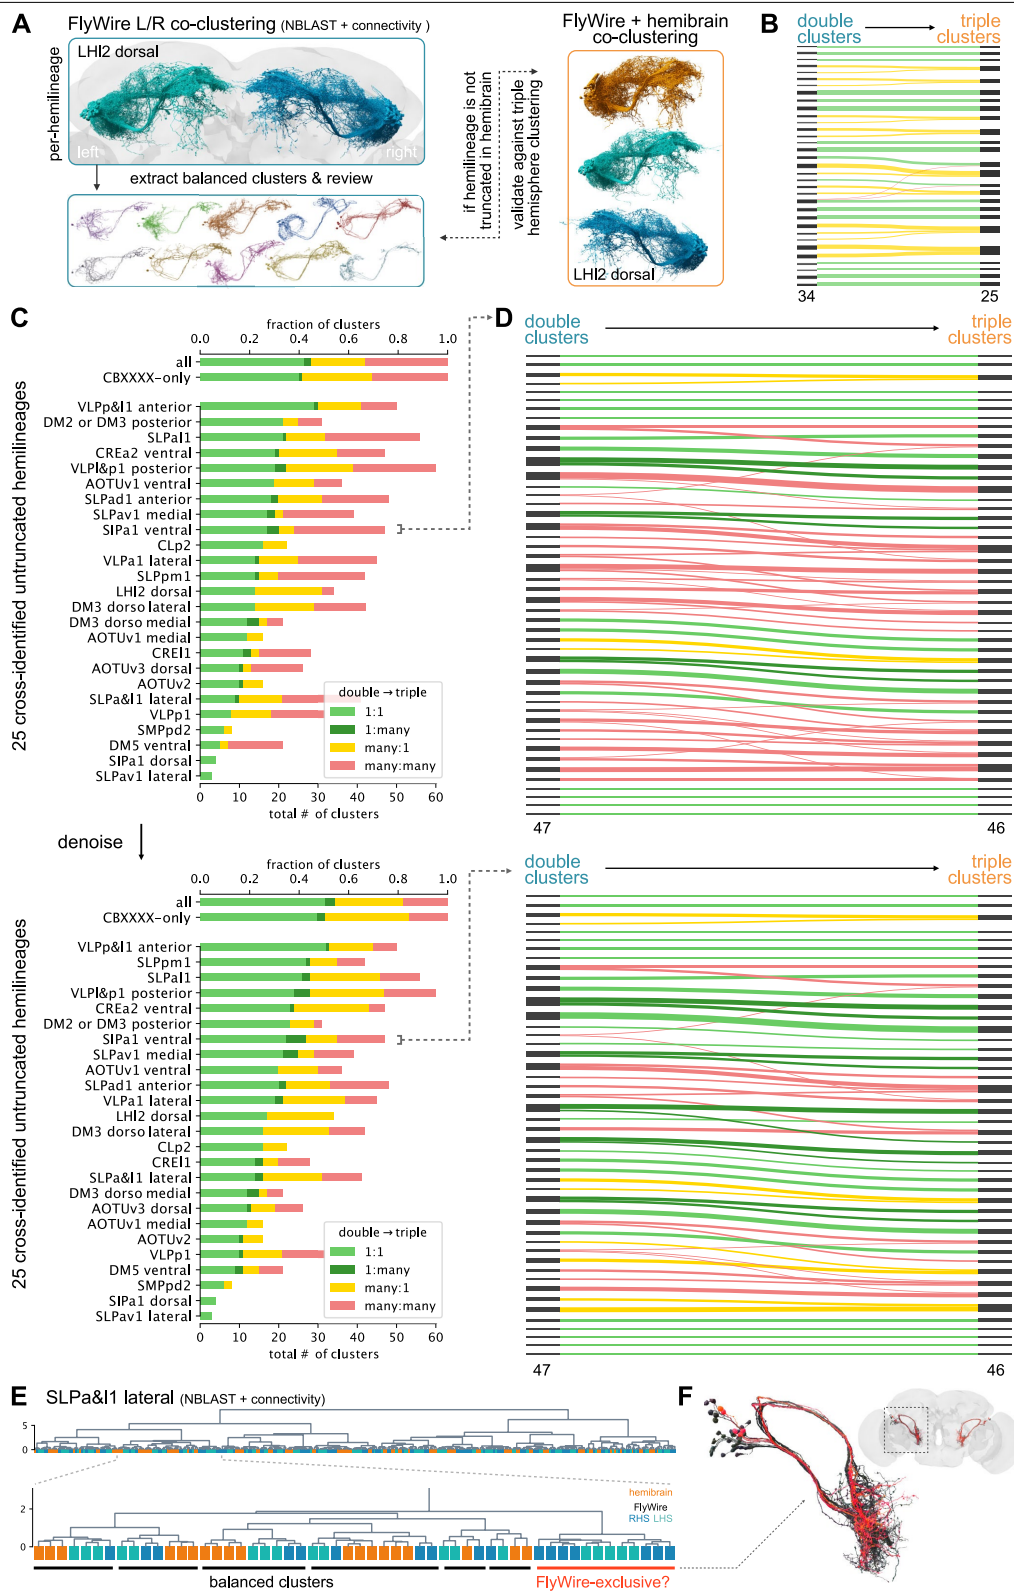 A
FlyWire L/R co-clustering (NBLAST + connectivity )
LHI2 dorsal
per-hemilineage
left
right
extract balanced clusters & review
if hemilineage is not
truncated in hemibrain
validate against triple
hemisphere clustering
FlyWire + hemibrain
co-clustering
LHI2 dorsal
B
double
clusters
triple
clusters
34
25
C
25 cross-identified untruncated hemilineages
fraction of clusters
0.0 0.2 0.4 0.6 0.8 1.0
all
CBXXXX-only
VLPp&l1 anterior
DM2 or DM3 posterior
SLPal1
CREa2 ventral
VLPl&p1 posterior
AOTUv1 ventral
SLPad1 anterior
SLPav1 medial
SIPa1 ventral
CLp2
VLPa1 lateral
SLPpm1
LHI2 dorsal
DM3 dorso lateral
DM3 dorso medial
AOTUv1 medial
CREl1
AOTUv3 dorsal
AOTUv2
SLPa&l1 lateral
VLPp1
SMPpd2
DM5 ventral
SIPa1 dorsal
SLPav1 lateral
double → triple
1:1
1:many
many:1
many:many
0 10 20 30 40 50 60
total # of clusters
denoise
25 cross-identified untruncated hemilineages
fraction of clusters
0.0 0.2 0.4 0.6 0.8 1.0
all
CBXXXX-only
VLPp&l1 anterior
SLPpm1
SLPal1
VLPl&p1 posterior
CREa2 ventral
DM2 or DM3 posterior
SIPa1 ventral
SLPav1 medial
AOTUv1 ventral
SLPad1 anterior
VLPa1 lateral
LHI2 dorsal
DM3 dorso lateral
CLp2
CREl1
SLPa&l1 lateral
DM3 dorso medial
AOTUv3 dorsal
AOTUv1 medial
AOTUv2
VLPp1
DM5 ventral
SMPpd2
SIPa1 dorsal
SLPav1 lateral
double → triple
1:1
1:many
many:1
many:many
0 10 20 30 40 50 60
total # of clusters
D
double
clusters
triple
clusters
47
46
double
clusters
triple
clusters
47
46
E
SLPa&l1 lateral (NBLAST + connectivity)
5
0
2
0
hemibrain
FlyWire
RHS LHS
balanced clusters
FlyWire-exclusive?
F